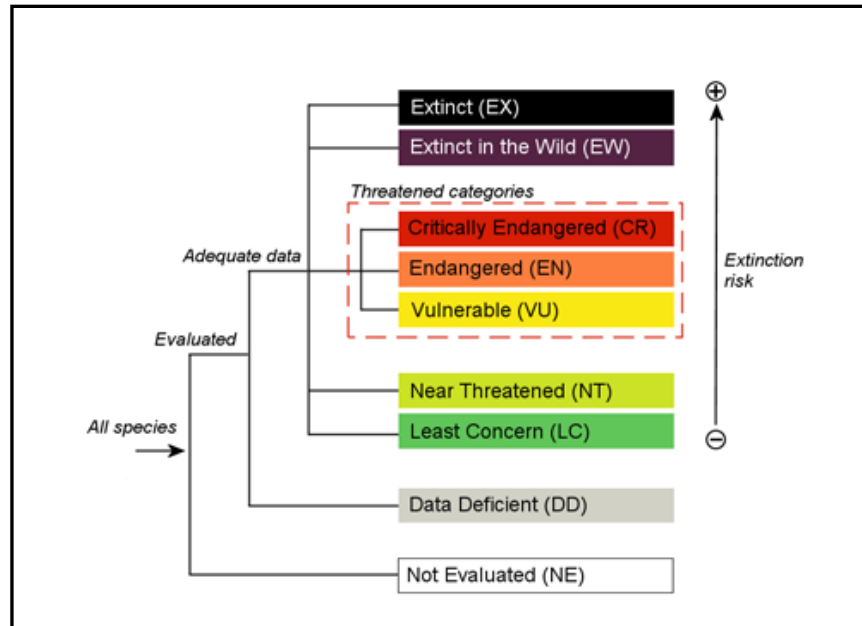 Extinct (EX)
Extinct in the Wild (EW)
Threatened categories
Critically Endangered (CR)
Adequate data
Endangered (EN)
Extinction
risk
Vulnerable (VU)
Evaluated
Near Threatened (NT)
All species
Least Concern (LC)
Data Deficient (DD)
Not Evaluated (NE)